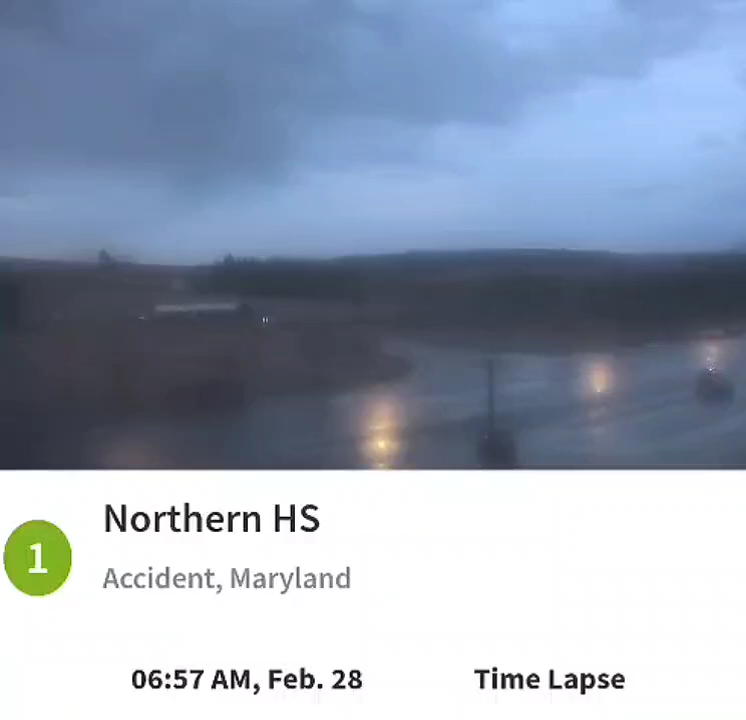 Northern HS
1
Accident, Maryland
06:57 AM, Feb. 28
Time Lapse